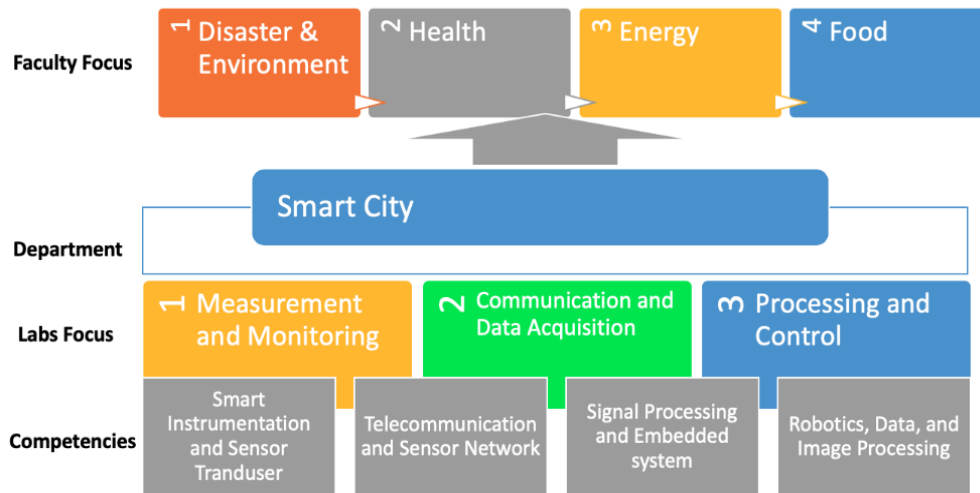 Faculty Focus
1 Disaster &
Environment
2 Health
3 Energy
4 Food
Smart City
Department
Labs Focus
1 Measurement
and Monitoring
2 Communication and
Data Acquisition
3 Processing and
Control
Competencies
Smart
Instrumentation
and Sensor
Tranduser
Telecommunication
and Sensor Network
Signal Processing
and Embedded
system
Robotics, Data, and
Image Processing